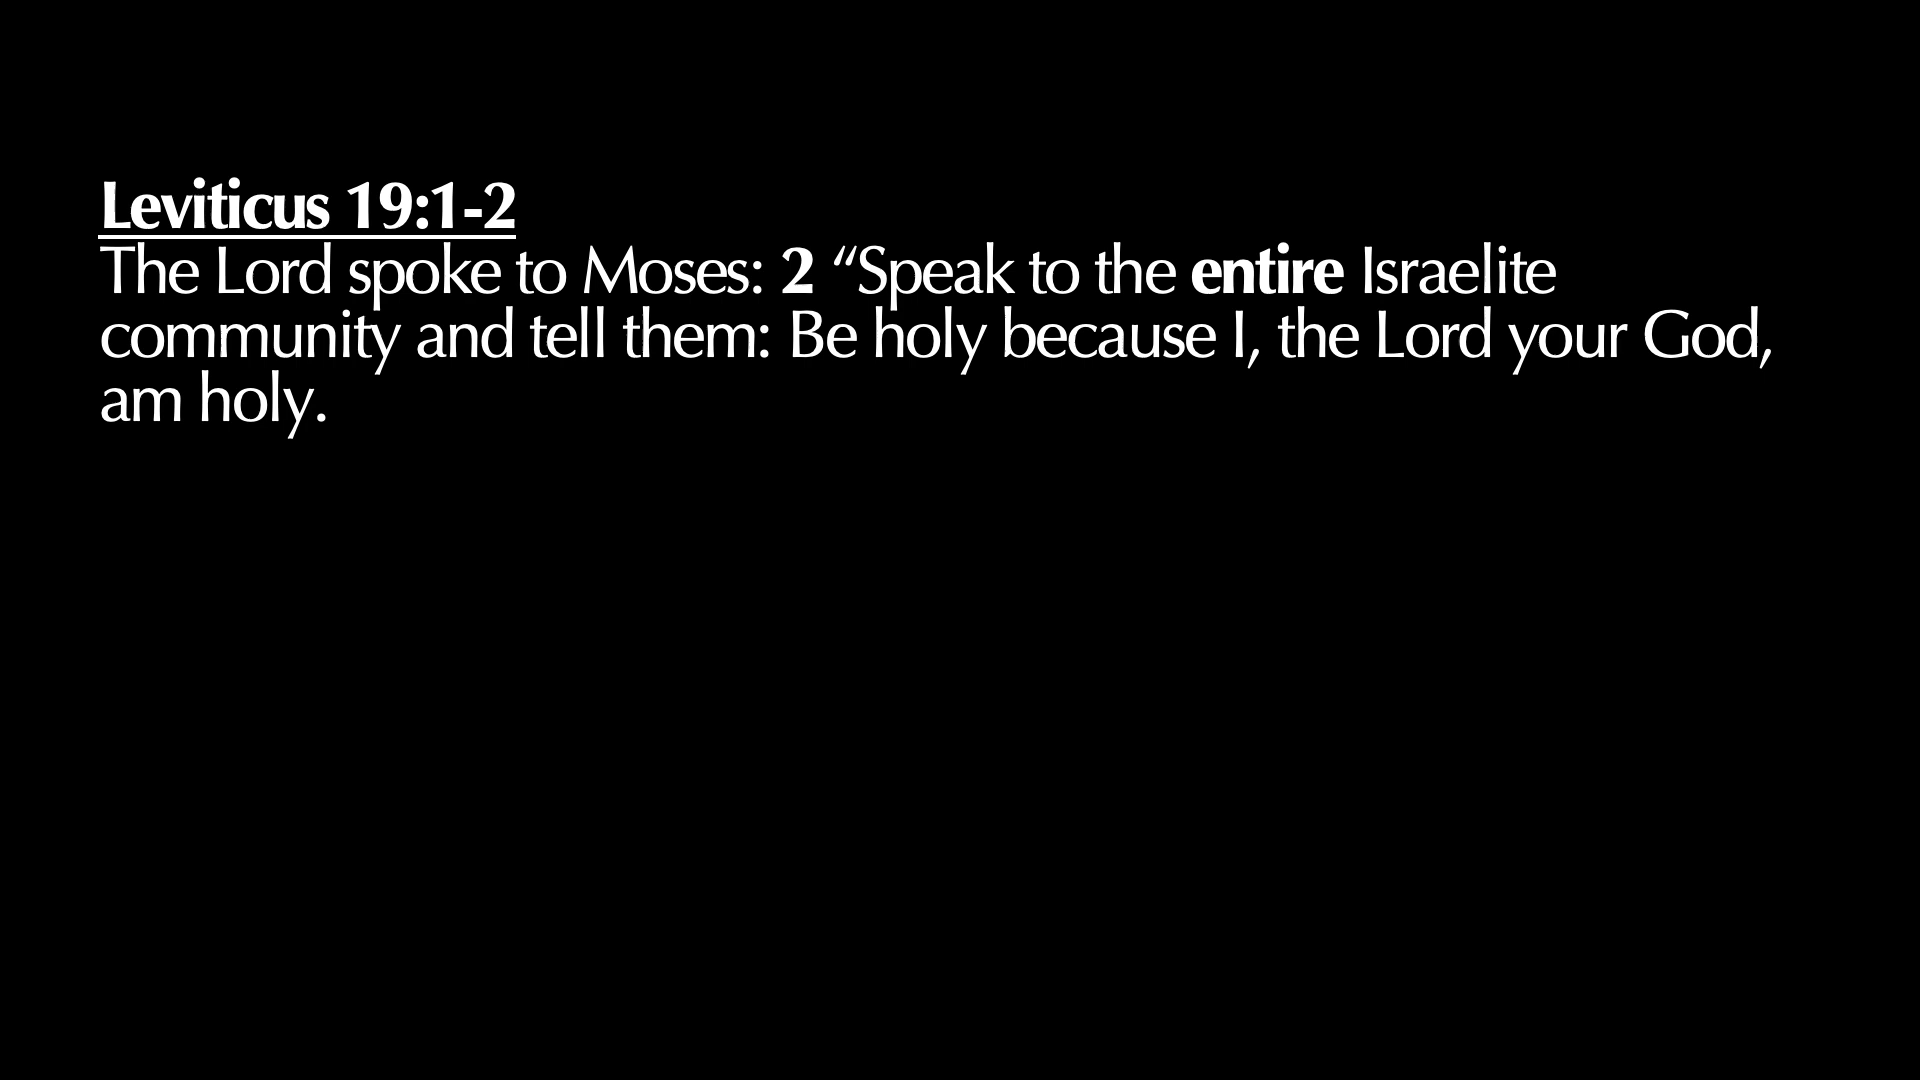 Leviticus 19:1-2
The Lord spoke to Moses: 2 “Speak to the entire Israelite
community and tell them: Be holy because I, the Lord your God,
am holy.